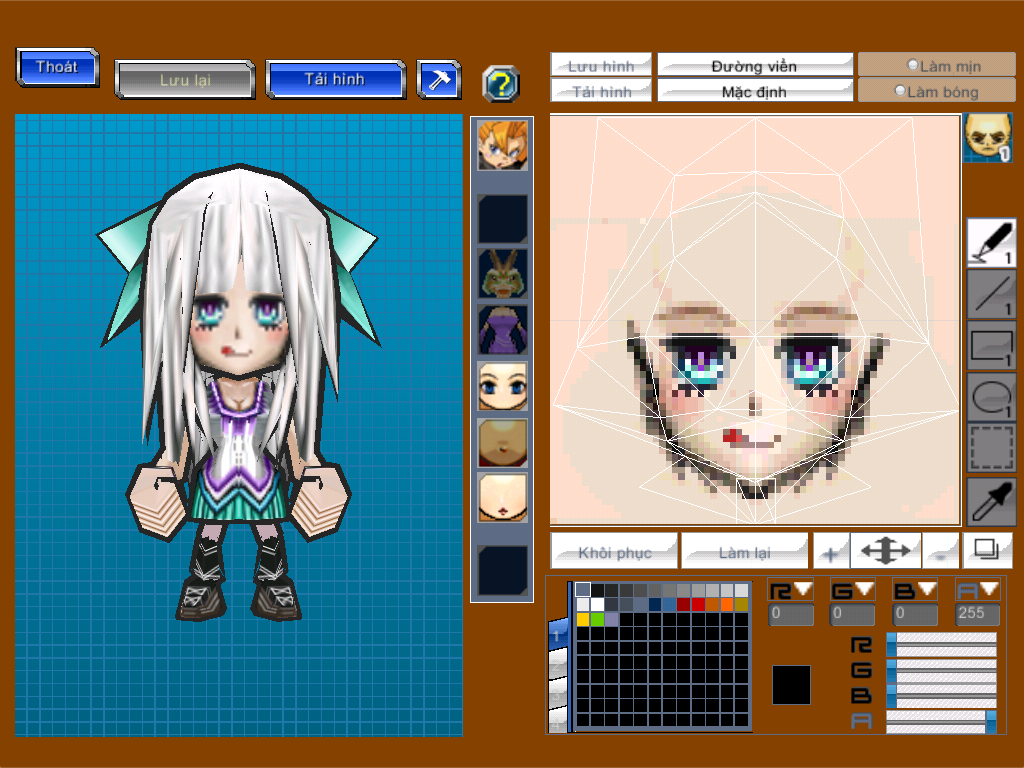 Thoát
Lưu lại
Tải hình
?
Lưu hình
Đường viền
Làm mịn
Tải hình
Mặc định
Làm bóng
1
1
1
1
1
Khôi phục
Làm lại
+
-
R G B A
0 0 0 255
1
R
G
B
A